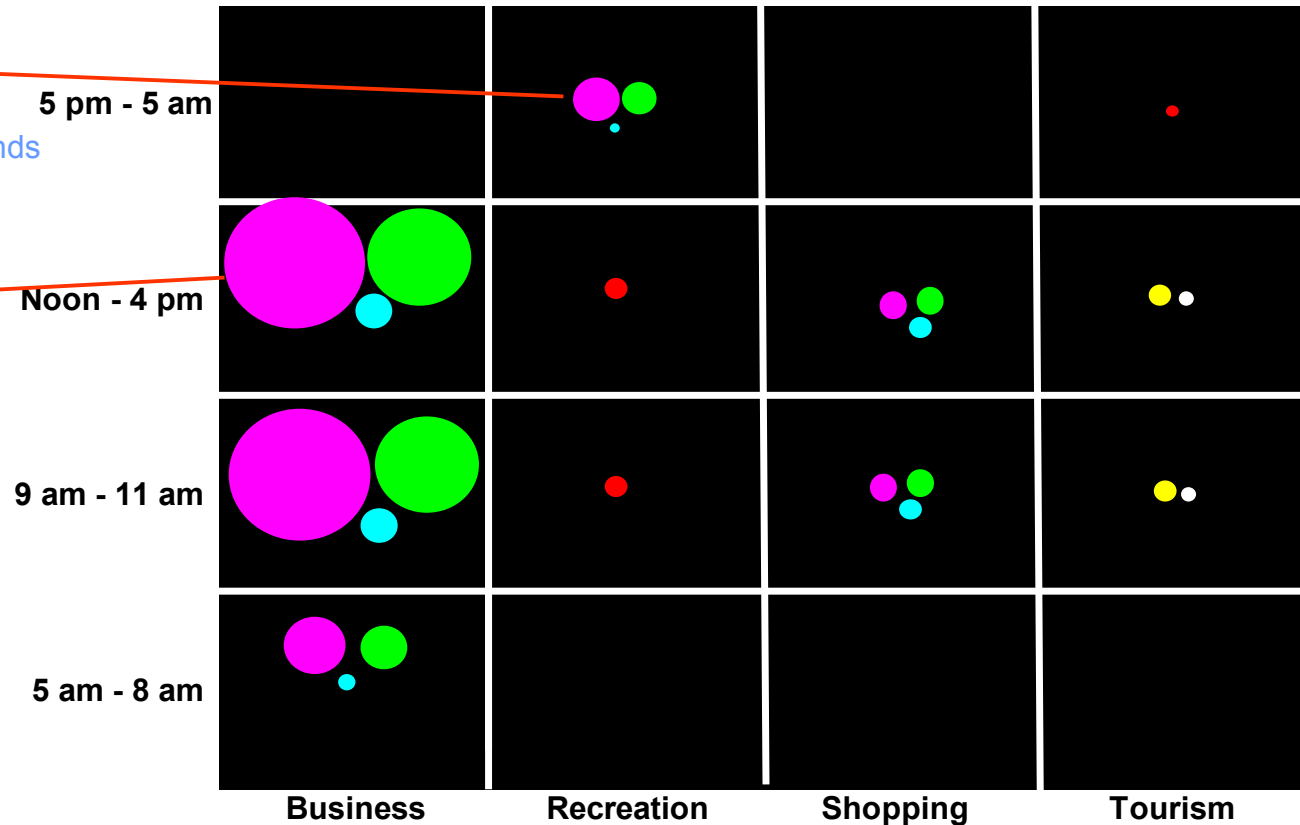 5 pm - 5 am
Noon - 4 pm
9 am - 11 am
5 am - 8 am
Business Recreation Shopping Tourism